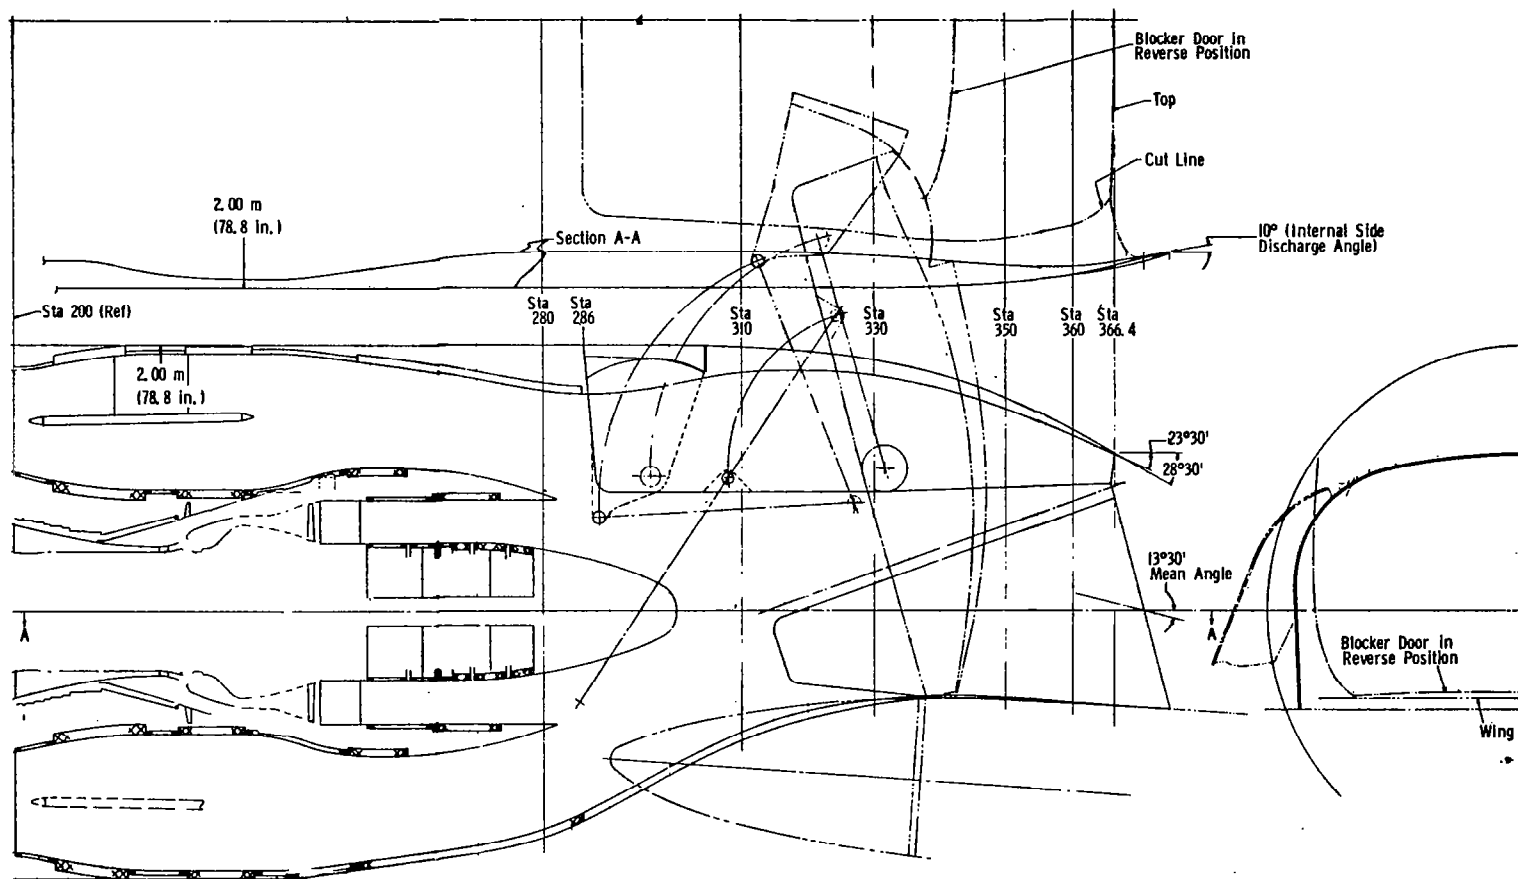 Blocker Door in
Reverse Position
Top
Cut Line
2.00 m
(78.8 in.)
Section A-A
10° (Internal Side
Discharge Angle)
Sta 200 (Ref)
Sta
280
Sta
286
Sta
310
Sta
330
Sta
350
Sta
360
Sta
366.4
2.00 m
(78.8 in.)
23°30'
28°30'
13°30'
Mean Angle
A
A
Blocker Door in
Reverse Position
Wing